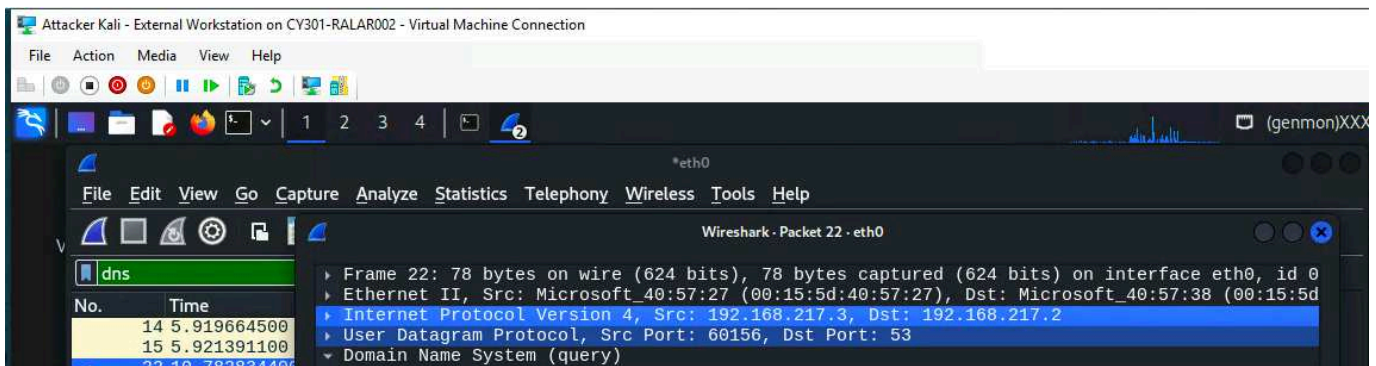 Attacker Kali - External Workstation on CY301-RALAR002 - Virtual Machine Connection
File Action Media View Help
1 2 3 4 2 (genmon)XXX
*eth0
File Edit View Go Capture Analyze Statistics Telephony Wireless Tools Help
Wireshark · Packet 22 · eth0
dns
Frame 22: 78 bytes on wire (624 bits), 78 bytes captured (624 bits) on interface eth0, id 0
Ethernet II, Src: Microsoft_40:57:27 (00:15:5d:40:57:27), Dst: Microsoft_40:57:38 (00:15:5d
No. Time
Internet Protocol Version 4, Src: 192.168.217.3, Dst: 192.168.217.2
14 5.919664500
User Datagram Protocol, Src Port: 60156, Dst Port: 53
15 5.921391100
Domain Name System (query)